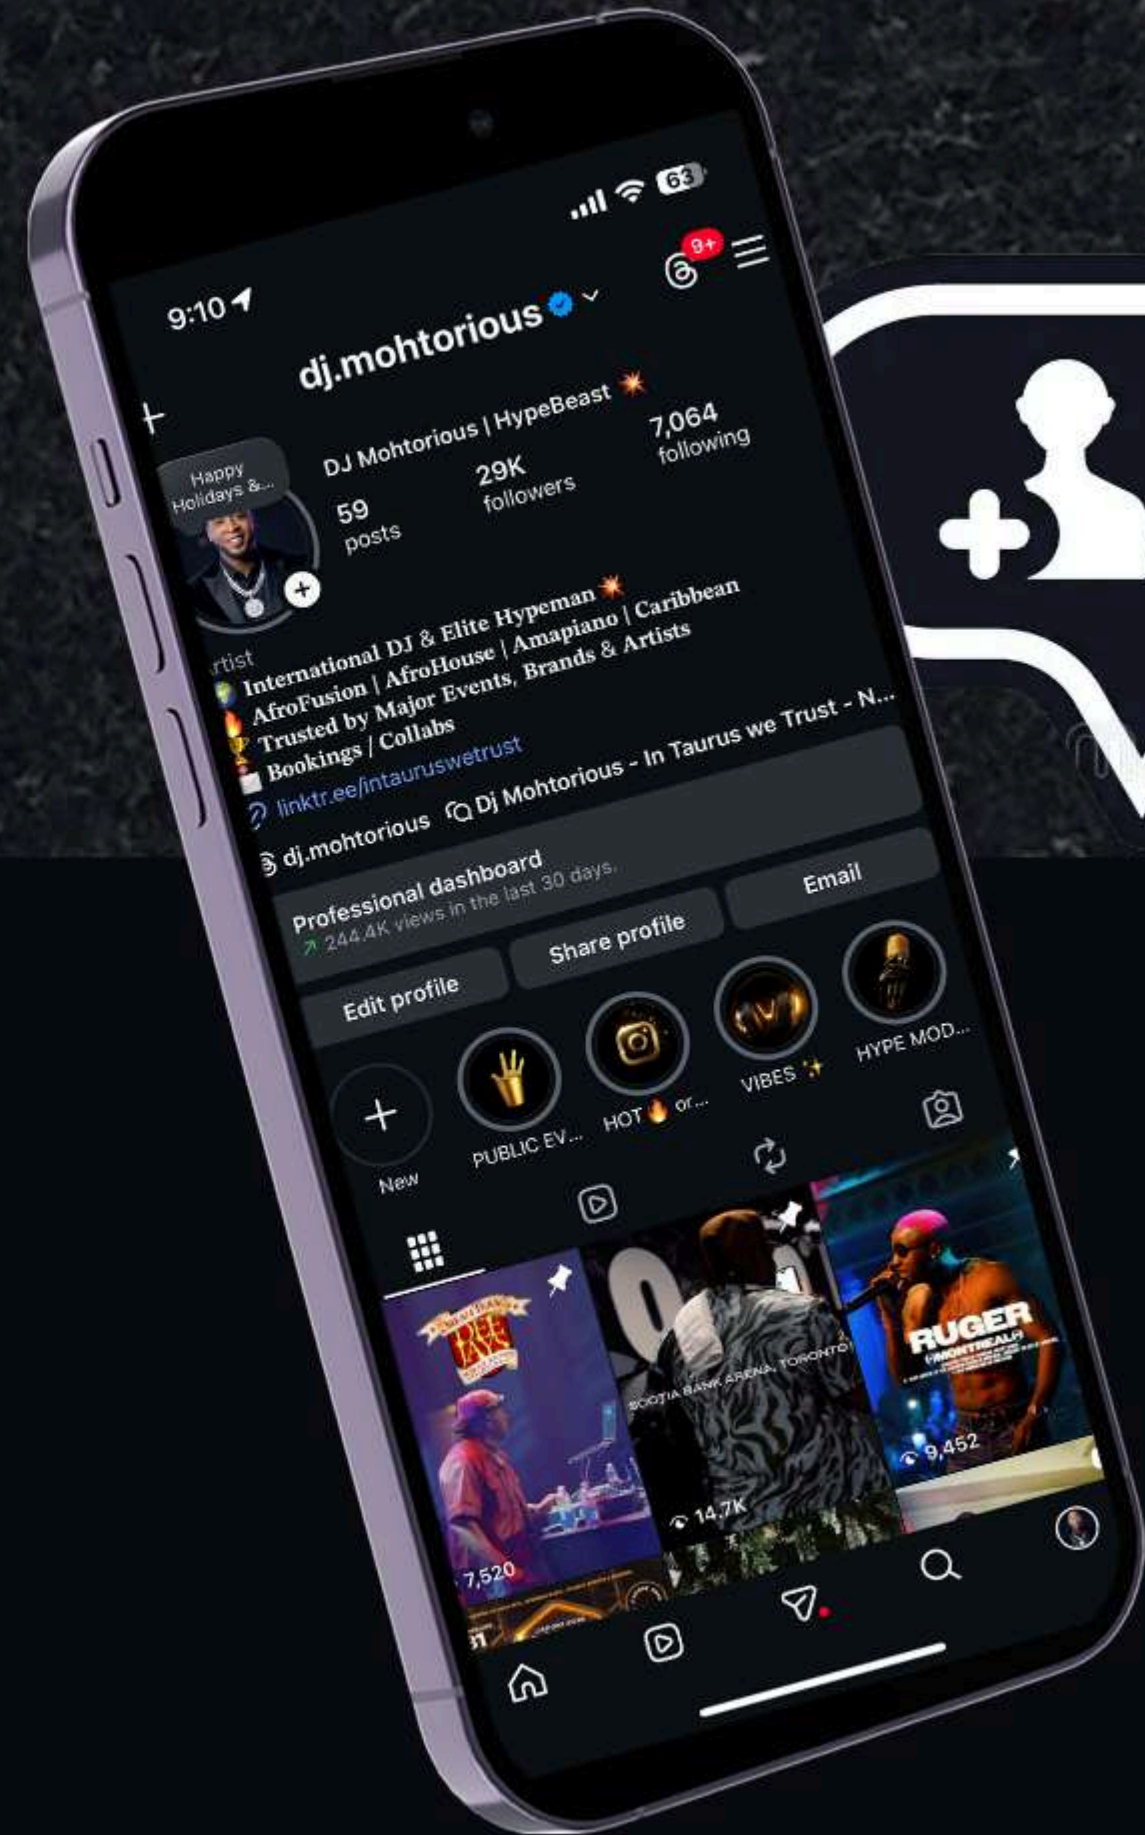 9:10
63
9+
dj.mohtorious
DJ Mohtorious | HypeBeast 💥
Happy
Holidays &...
59
posts
29K
followers
7,064
following
rtist
🌍 International DJ & Elite Hypeman 💥
🔥 AfroFusion | AfroHouse | Amapiano | Caribbean
🏆 Trusted by Major Events, Brands & Artists
📩 Bookings / Collabs
linktr.ee/intauruswetrust
dj.mohtorious Dj Mohtorious - In Taurus we Trust - N...
Professional dashboard
244.4K views in the last 30 days.
Edit profile
Share profile
Email
New
PUBLIC EV...
HOT 🔥 or...
VIBES ✨
HYPE MOD...
DEE
JAYS
7,520
SCOTIA BANK ARENA, TORONTO
14.7K
RUGER
MONTREAL
9,452
31